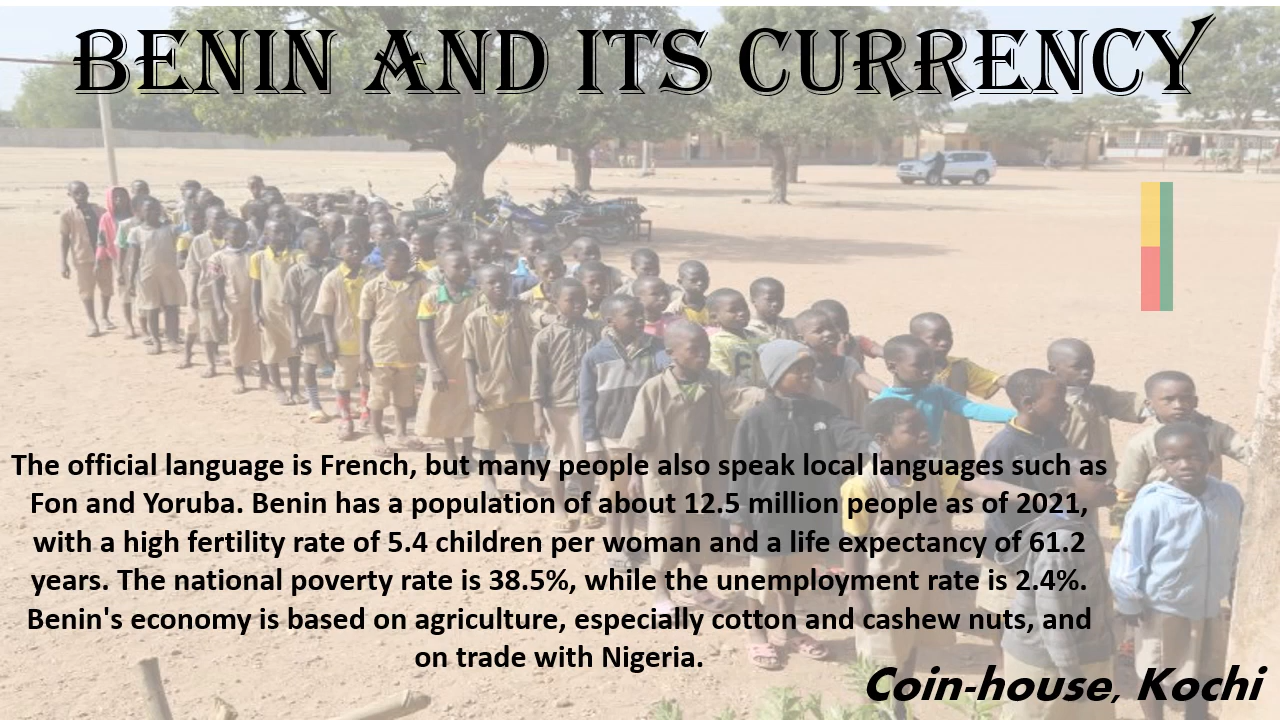 BENIN AND ITS CURRENCY
The official language is French, but many people also speak local languages such as
Fon and Yoruba. Benin has a population of about 12.5 million people as of 2021,
with a high fertility rate of 5.4 children per woman and a life expectancy of 61.2
years. The national poverty rate is 38.5%, while the unemployment rate is 2.4%.
Benin's economy is based on agriculture, especially cotton and cashew nuts, and
on trade with Nigeria.
Coin-house, Kochi